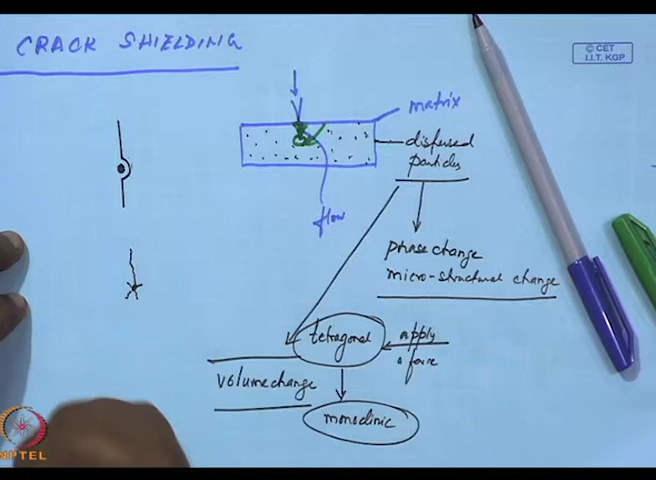 CRACK SHIELDING
© CET
I.I.T. KGP
matrix
dispersed
particles
flow
phase change
micro-structural change
tetragonal
apply
a force
volume change
monoclinic
NPTEL